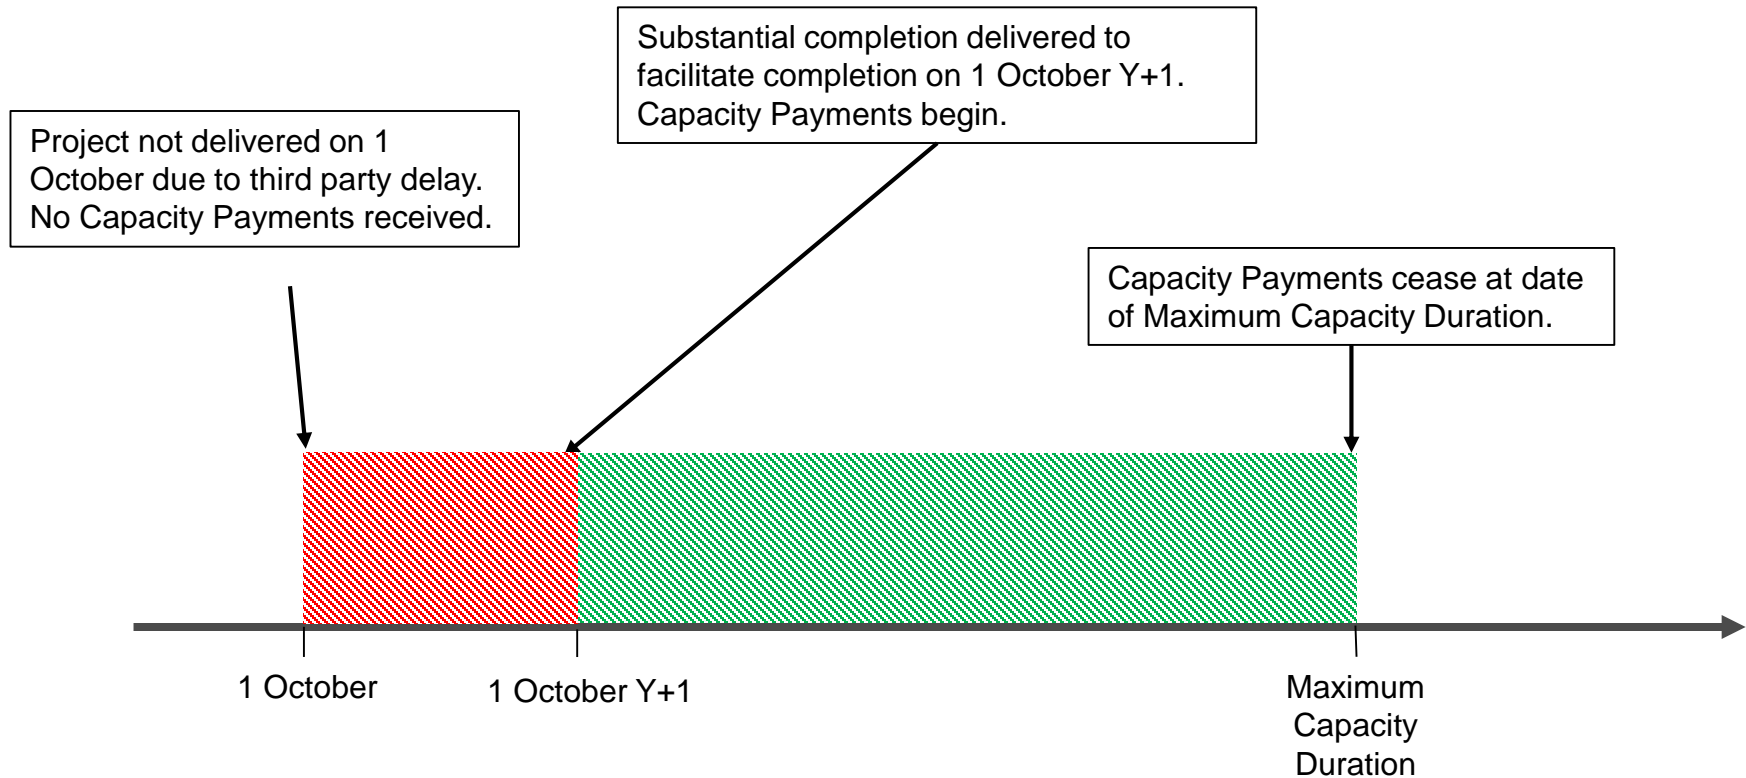 Substantial completion delivered to
facilitate completion on 1 October Y+1.
Capacity Payments begin.
Project not delivered on 1
October due to third party delay.
No Capacity Payments received.
Capacity Payments cease at date
of Maximum Capacity Duration.
1 October
1 October Y+1
Maximum
Capacity
Duration